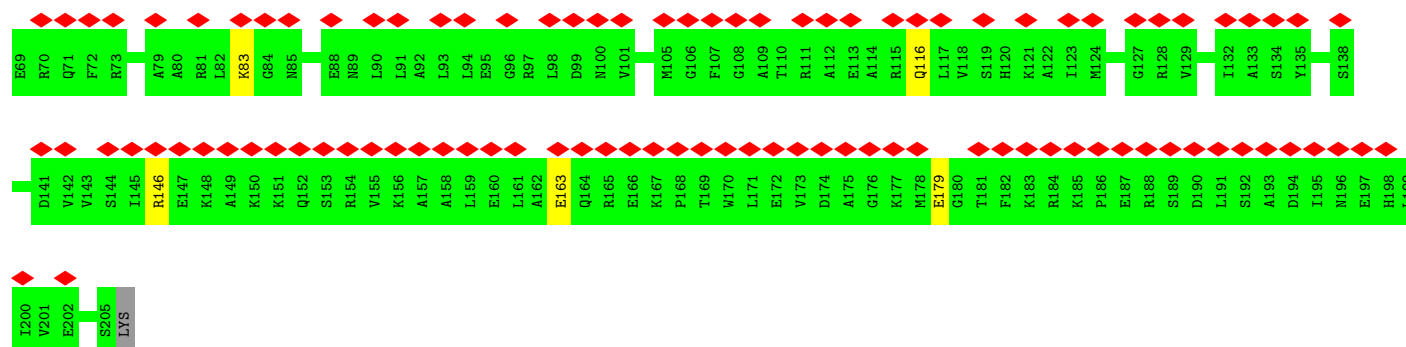 E69 R70 Q71 F72 R73 A79 A80 R81 L82 K83 G84 N85 E88 N89 L90 L91 A92 L93 L94 E95 G96 R97 L98 D99 N100 V101 M105 G106 F107 G108 A109 T110 R111 A112 E113 A114 R115 Q116 L117 V118 S119 H120 K121 A122 I123 M124 G127 R128 V129 I132 A133 S134 Y135 S138
D141 V142 V143 S144 I145 R146 E147 K148 A149 K150 K151 Q152 S153 R154 V155 K156 A157 A158 L159 E160 L161 A162 E163 Q164 R165 E166 K167 P168 T169 W170 L171 E172 V173 D174 A175 G176 K177 M178 E179 G180 T181 F182 K183 R184 K185 P186 E187 R188 S189 D190 L191 S192 A193 D194 I195 N196 E197 H198
I200 V201 E202 S205 LYS